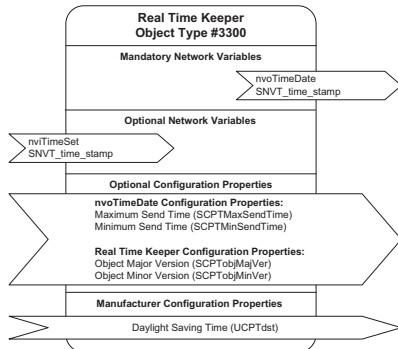 Real Time Keeper
Object Type #3300
Mandatory Network Variables
nvoTimeDate
SNVT_time_stamp
Optional Network Variables
nviTimeSet
SNVT_time_stamp
Optional Configuration Properties
nvoTimeDate Configuration Properties:
Maximum Send Time (SCPTMaxSendTime)
Minimum Send Time (SCPTMinSendTime)
Real Time Keeper Configuration Properties:
Object Major Version (SCPTobjMajVer)
Object Minor Version (SCPTobjMinVer)
Manufacturer Configuration Properties
Daylight Saving Time (UCPTdst)